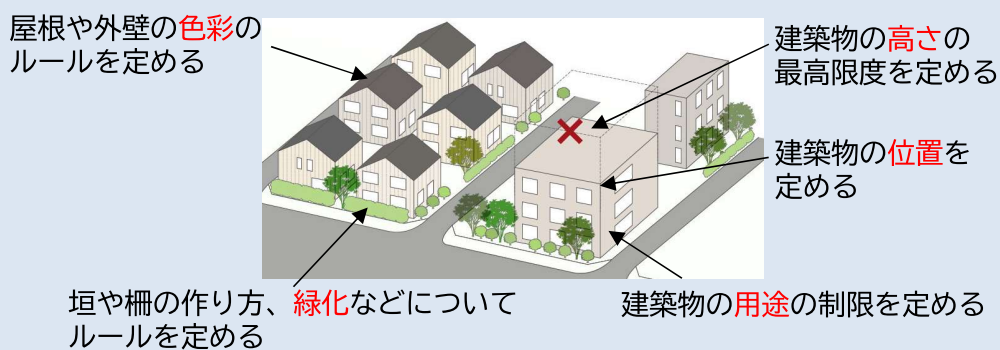 屋根や外壁の色彩の
ルールを定める
建築物の高さの
最高限度を定める
建築物の位置を
定める
垣や柵の作り方、緑化などについて
ルールを定める
建築物の用途の制限を定める